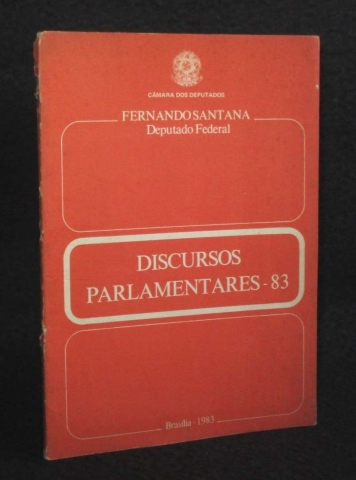 CÂMARA DOS DEPUTADOS
FERNANDO SANTANA
Deputado Federal
DISCURSOS
PARLAMENTARES - 83
Brasília - 1983